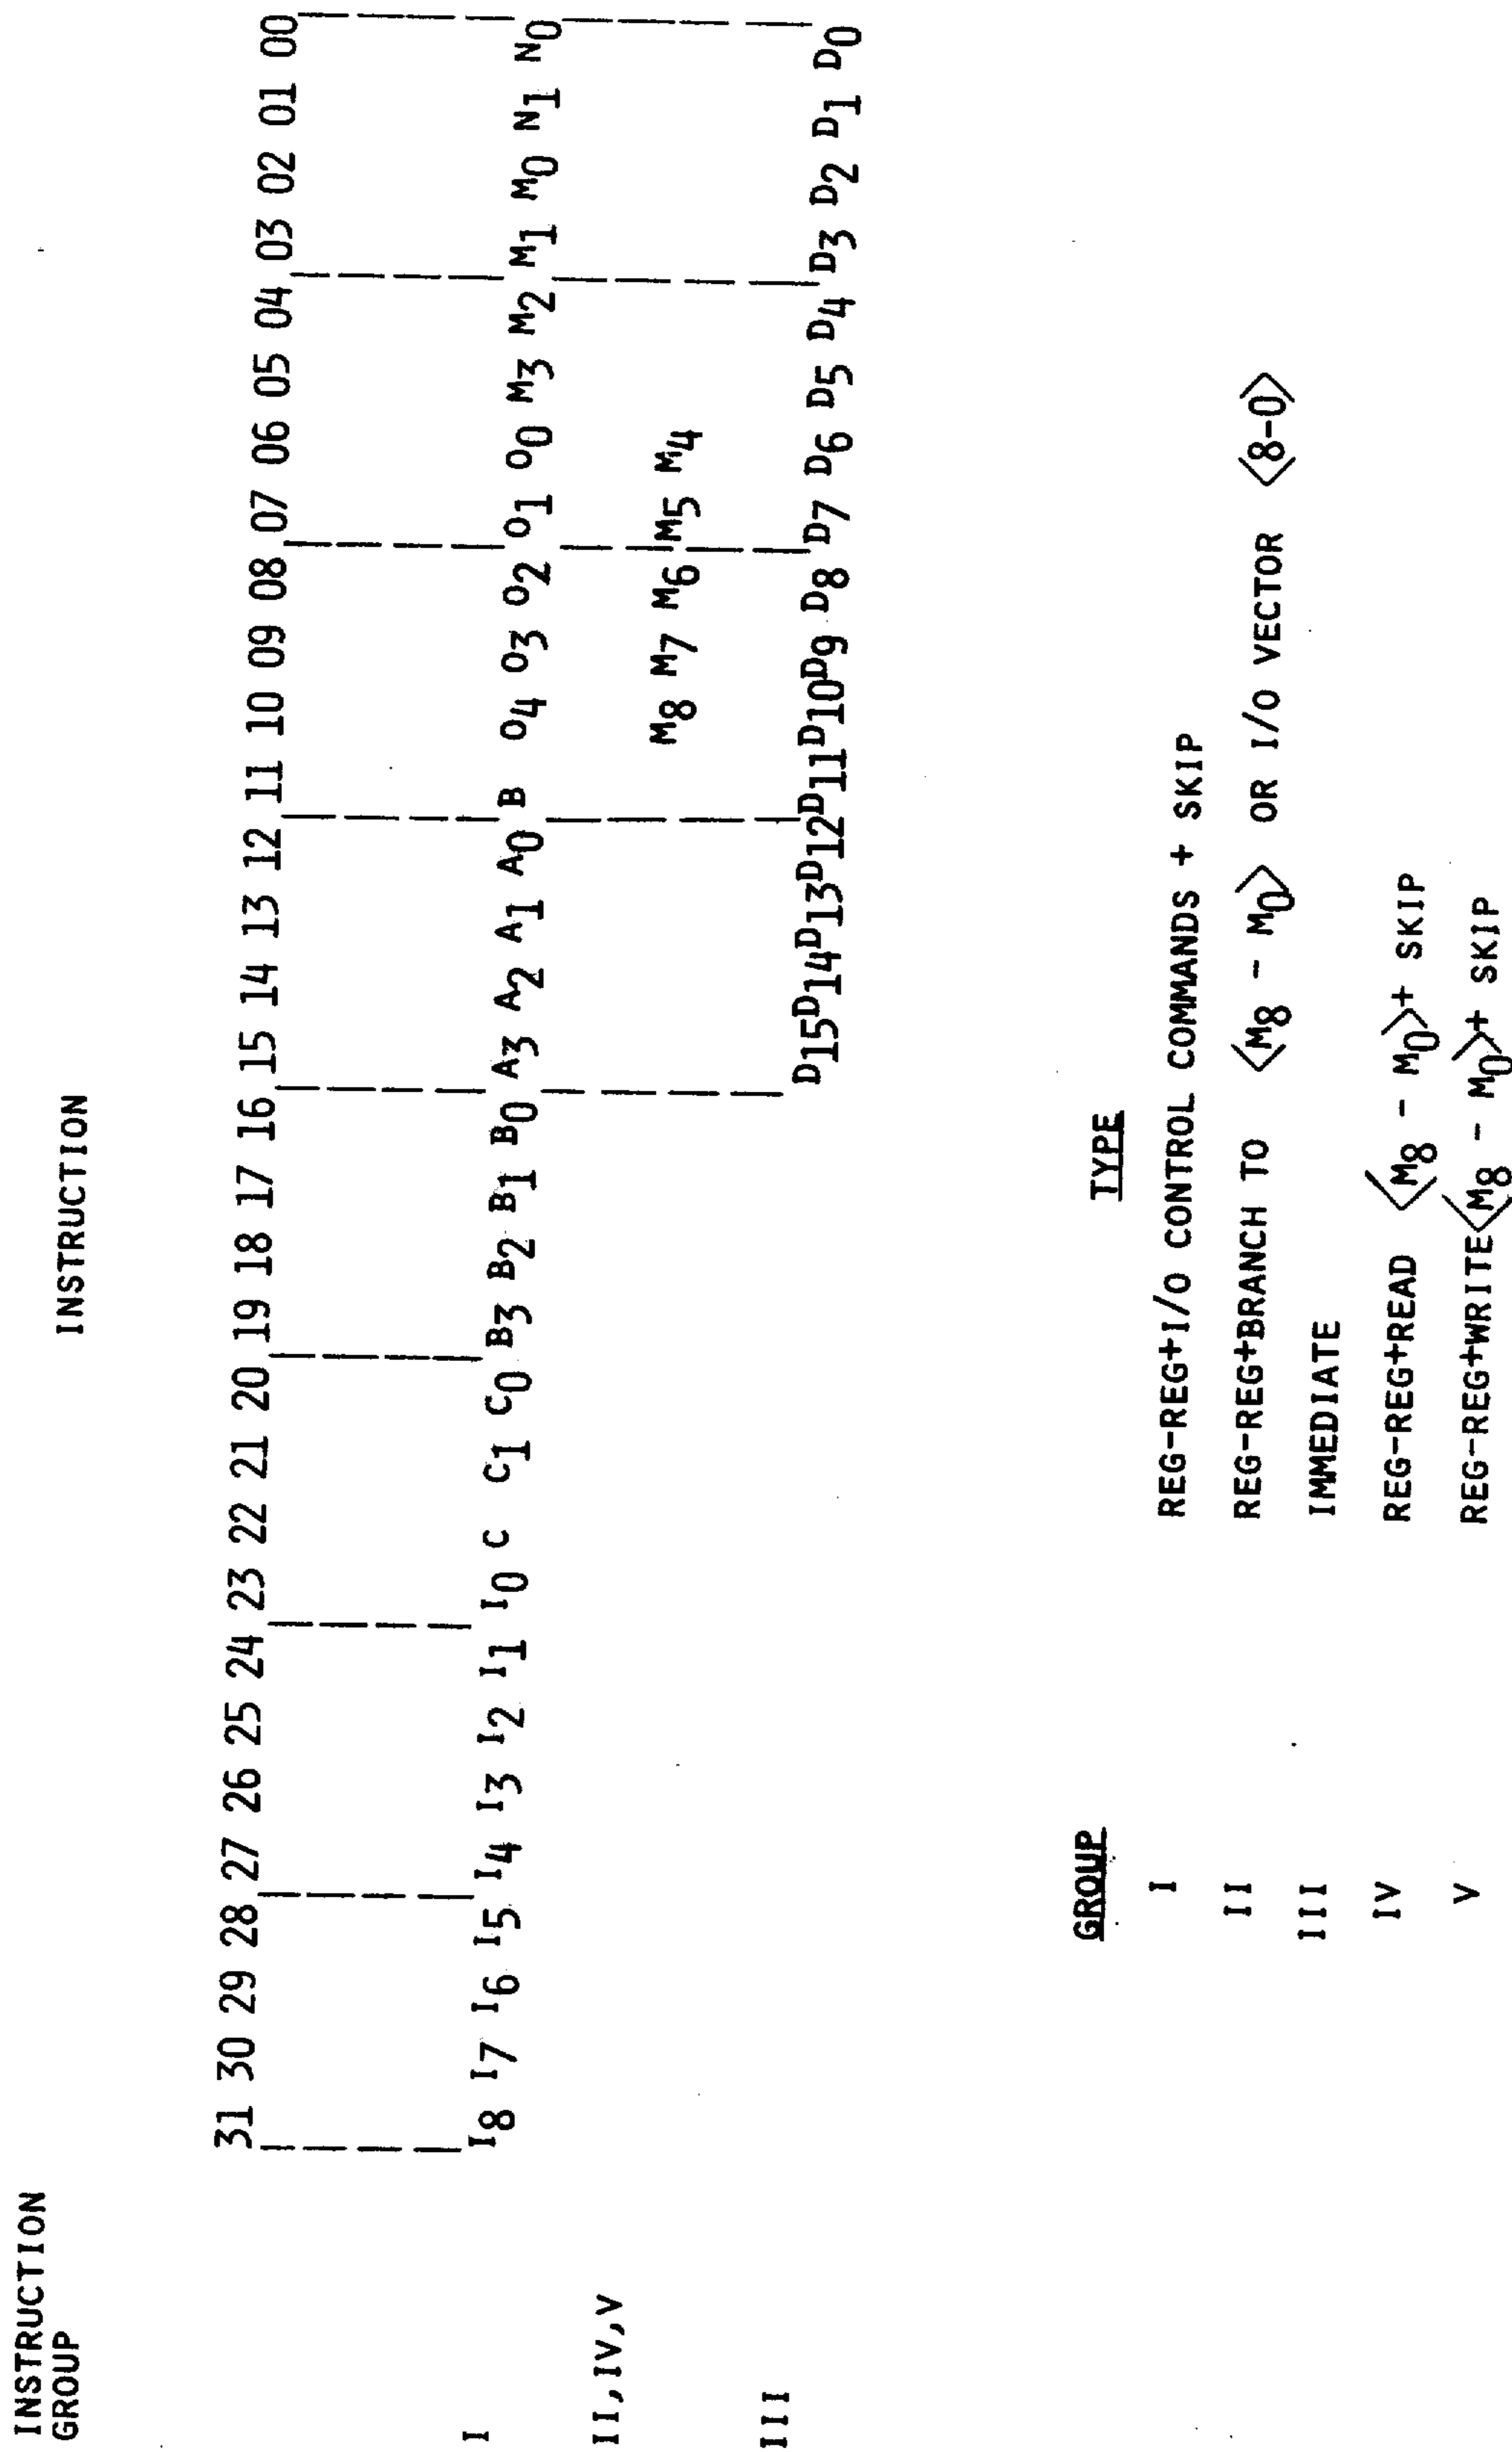 INSTRUCTION
GROUP
INSTRUCTION
31 30 29 28 27 26 25 24 23 22 21 20 19 18 17 16 15 14 13 12 11 10 09 08 07 06 05 04 03 02 01 00
I I8 I7 I6 I5 I4 I3 I2 I1 I0 C C1 C0 B3 B2 B1 B0 A3 A2 A1 A0 B O4 O3 O2 O1 O0 M3 M2 M1 M0 N1 N0
II,IV,V M8 M7 M6 M5 M4
III D15 D14 D13 D12 D11 D10 D9 D8 D7 D6 D5 D4 D3 D2 D1 D0
GROUP TYPE
I REG-REG+I/O CONTROL COMMANDS + SKIP
II REG-REG+BRANCH TO <M8 - M0> OR I/O VECTOR <8-0>
III IMMEDIATE
IV REG-REG+READ <M8 - M0>+ SKIP
V REG-REG+WRITE<M8 - M0>+ SKIP